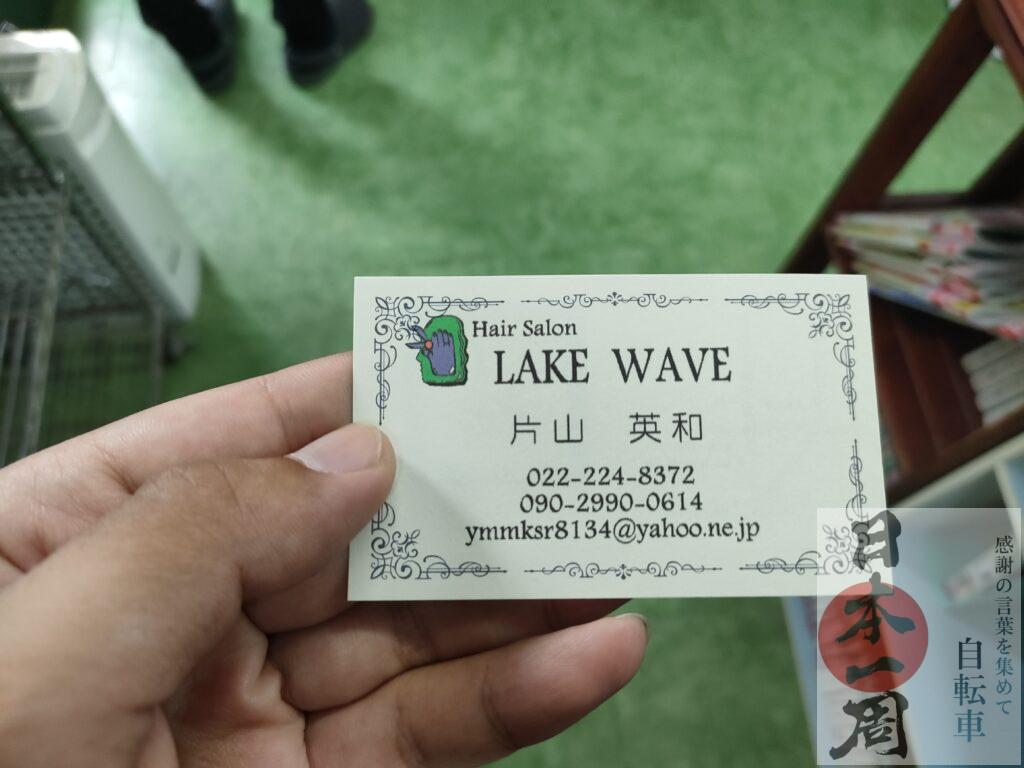 Hair Salon
LAKE WAVE
片山 英和
022-224-8372
090-2990-0614
ymmksr8134@yahoo.ne.jp
日本一周
感謝の言葉を集めて
自転車